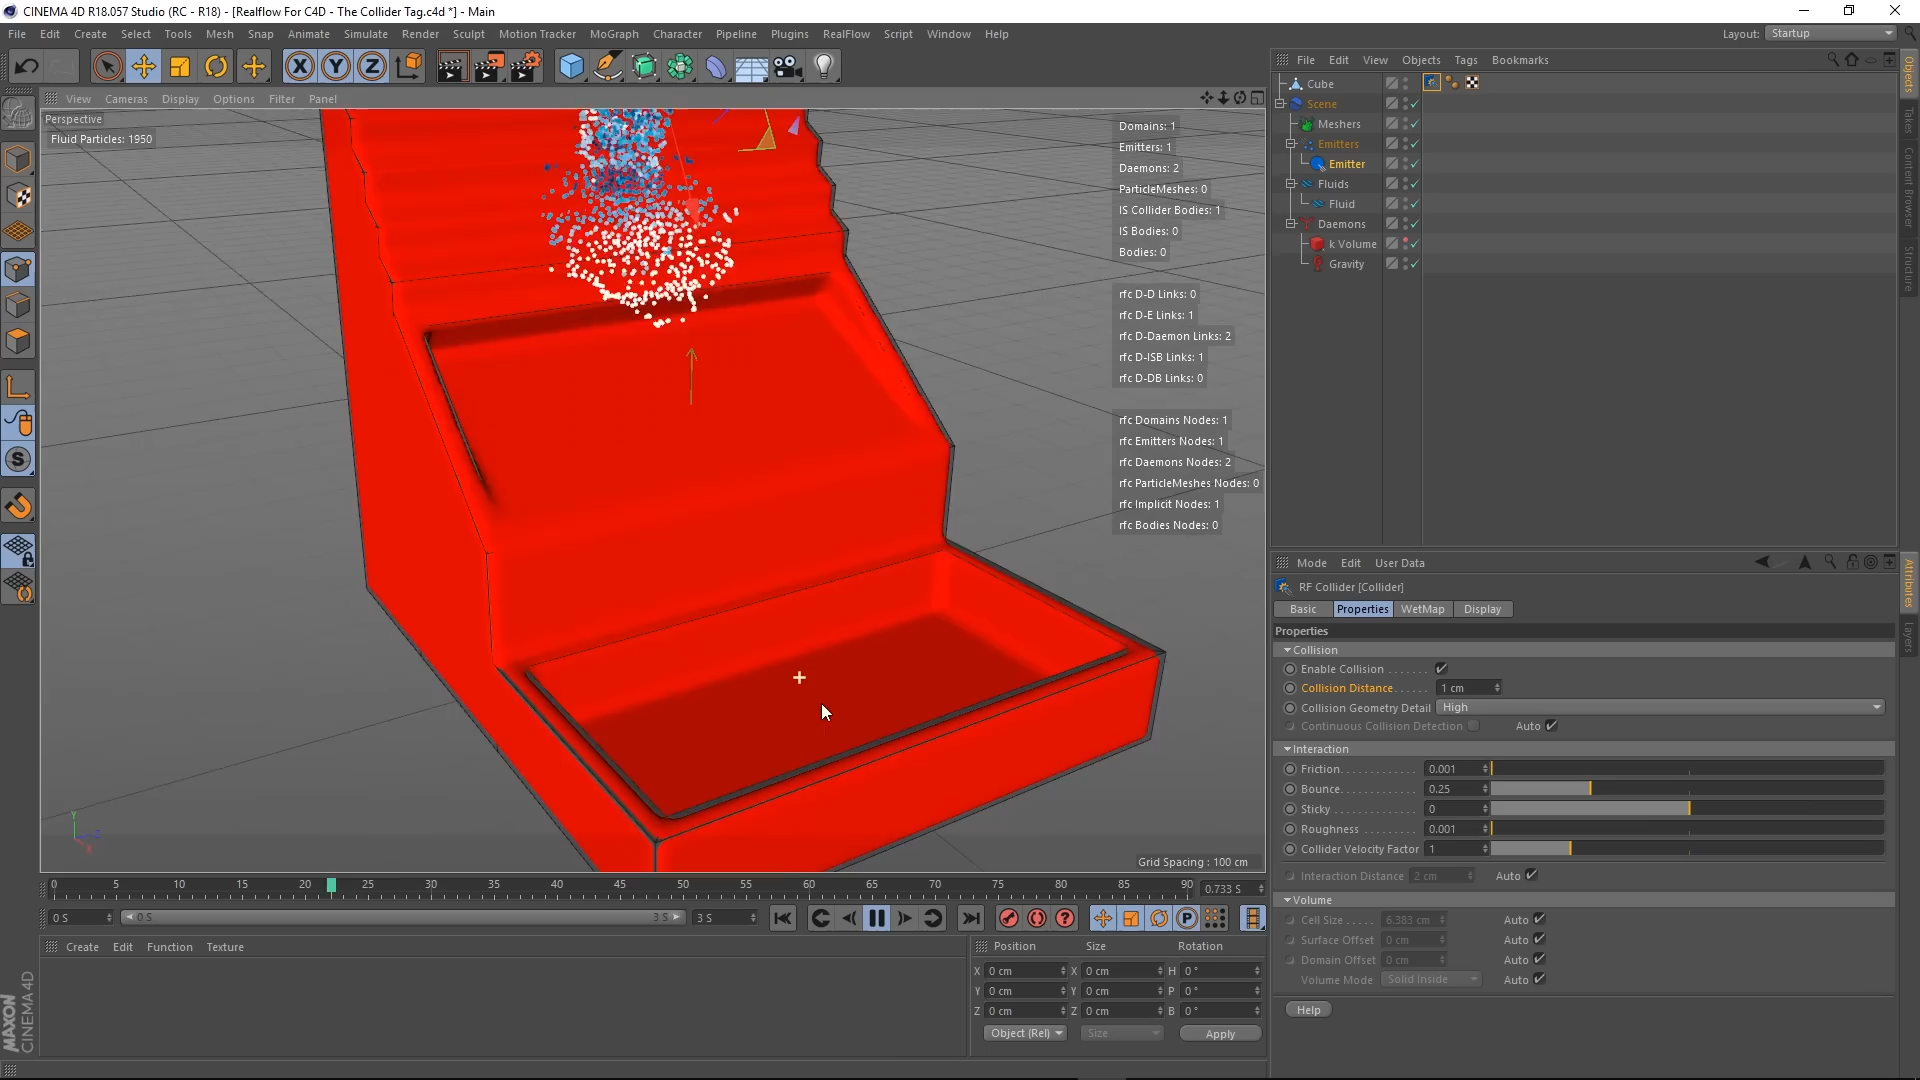 CINEMA 4D R18.057 Studio (RC - R18) - [Realflow For C4D - The Collider Tag.c4d *] - Main
File Edit Create Select Tools Mesh Snap Animate Simulate Render Sculpt Motion Tracker MoGraph Character Pipeline Plugins RealFlow Script Window Help Layout: Startup
X Y Z
File Edit View Objects Tags Bookmarks
View Cameras Display Options Filter Panel
Perspective
Fluid Particles: 1950
Domains: 1
Emitters: 1
Daemons: 2
ParticleMeshes: 0
IS Collider Bodies: 1
IS Bodies: 0
Bodies: 0
rfc D-D Links: 0
rfc D-E Links: 1
rfc D-Daemon Links: 2
rfc D-ISB Links: 1
rfc D-DB Links: 0
rfc Domains Nodes: 1
rfc Emitters Nodes: 1
rfc Daemons Nodes: 2
rfc ParticleMeshes Nodes: 0
rfc Implicit Nodes: 1
rfc Bodies Nodes: 0
Grid Spacing : 100 cm
Cube
Scene
Meshers
Emitters
Emitter
Fluids
Fluid
Daemons
k Volume
Gravity
Objects
Takes
Content Browser
Structure
Mode Edit User Data
RF Collider [Collider]
Basic Properties WetMap Display
Properties
Collision
Enable Collision
Collision Distance 1 cm
Collision Geometry Detail High
Continuous Collision Detection Auto
Interaction
Friction 0.001
Bounce 0.25
Sticky 0
Roughness 0.001
Collider Velocity Factor 1
Interaction Distance 2 cm Auto
Volume
Cell Size 6.383 cm Auto
Surface Offset 0 cm Auto
Domain Offset 0 cm Auto
Volume Mode Solid Inside Auto
Help
Attributes
Layers
0 5 10 15 20 25 30 35 40 45 50 55 60 65 70 75 80 85 90 0.733 S
0 S 0 S 3 S 3 S
Create Edit Function Texture
Position Size Rotation
X 0 cm X 0 cm H 0 °
Y 0 cm Y 0 cm P 0 °
Z 0 cm Z 0 cm B 0 °
Object (Rel) Size Apply
MAXON
CINEMA 4D